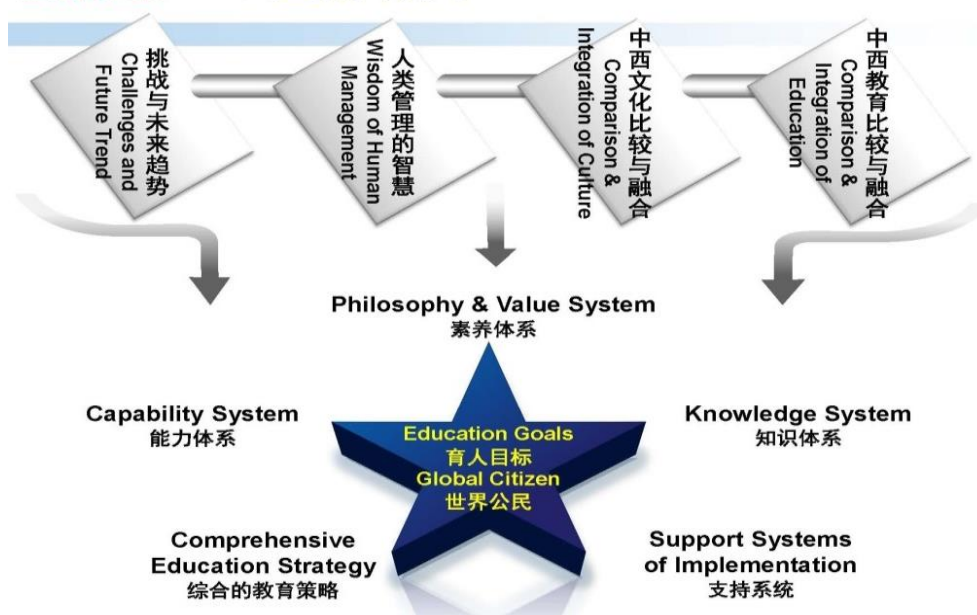 挑战与未来趋势
Challenges and
Future Trend
人类管理的智慧
Wisdom of Human
Management
中西文化比较与融合
Comparison &
Integration of Culture
中西教育比较与融合
Comparison &
Integration of
Education
Philosophy & Value System
素养体系
Capability System
能力体系
Knowledge System
知识体系
Education Goals
育人目标
Global Citizen
世界公民
Comprehensive
Education Strategy
综合的教育策略
Support Systems
of Implementation
支持系统